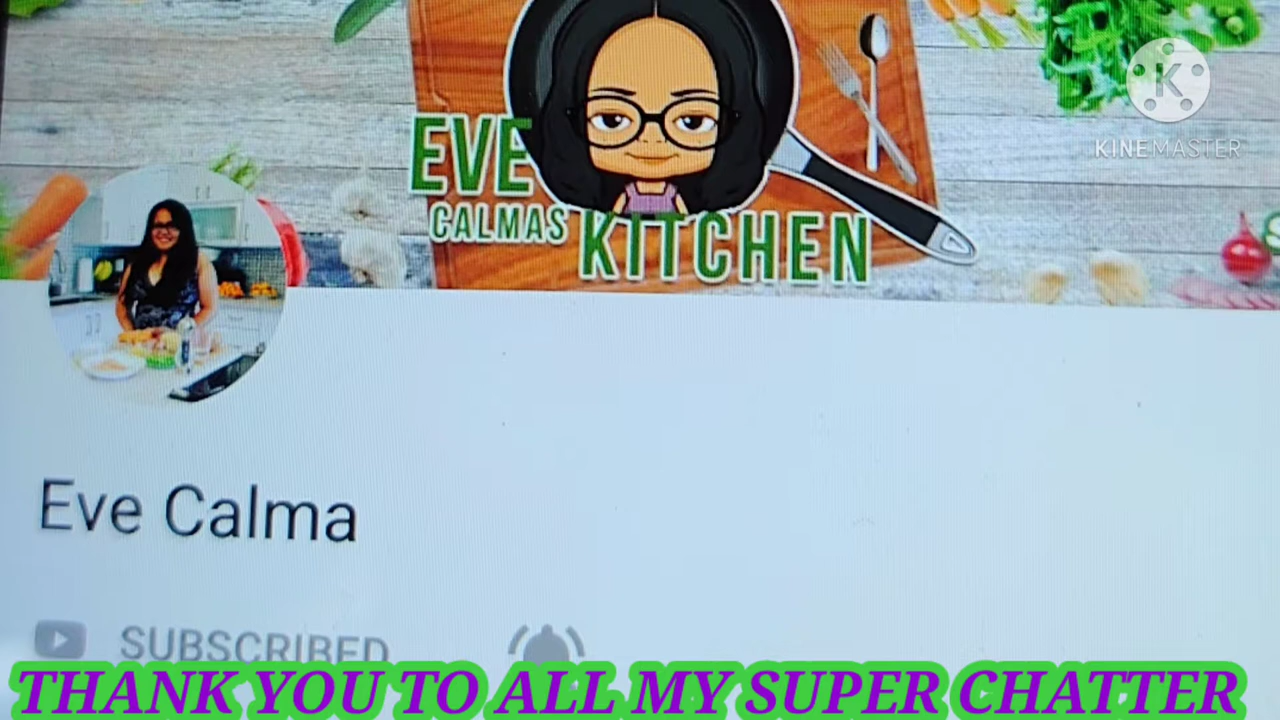 EVE
CALMAS KITCHEN
K
KINEMASTER
Eve Calma
SUBSCRIBED
THANK YOU TO ALL MY SUPER CHATTER